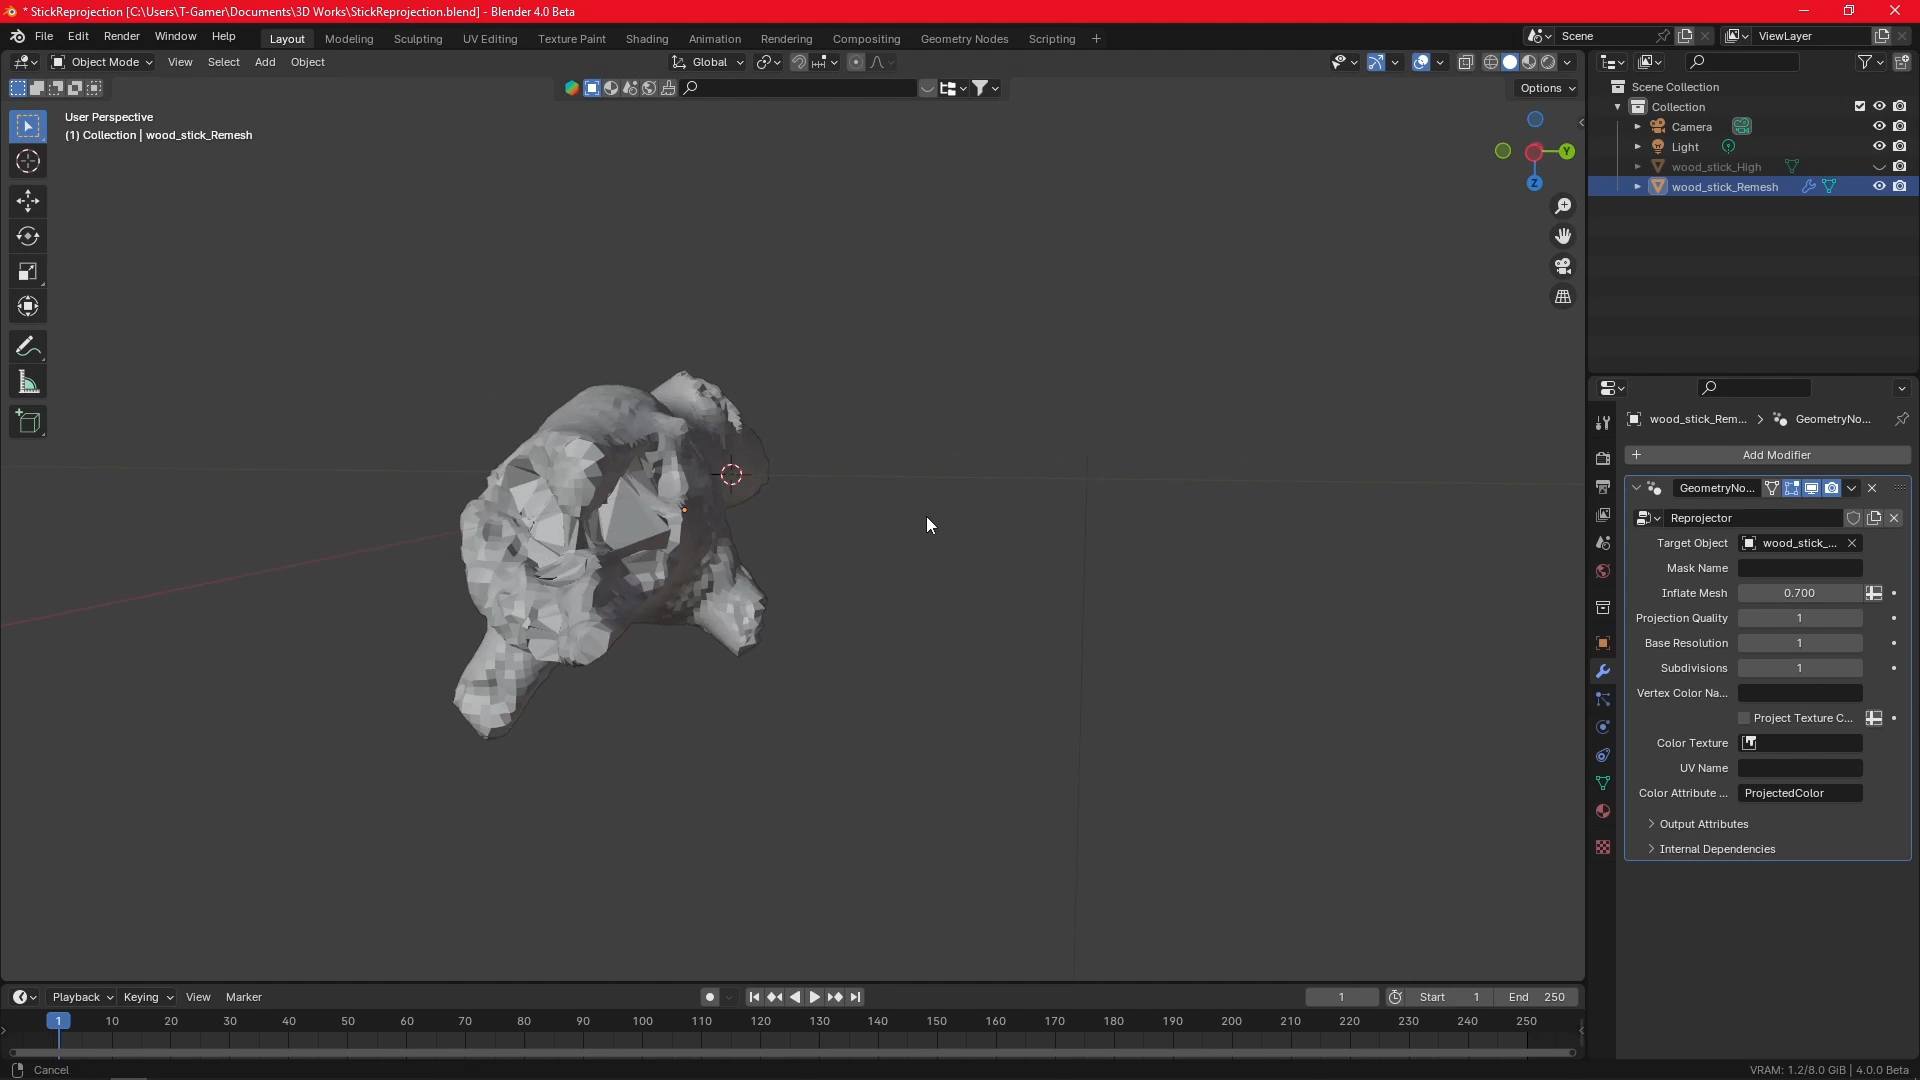 * StickReprojection [C:\Users\T-Gamer\Documents\3D Works\StickReprojection.blend] - Blender 4.0 Beta
File Edit Render Window Help Layout Modeling Sculpting UV Editing Texture Paint Shading Animation Rendering Compositing Geometry Nodes Scripting + Scene ViewLayer
Object Mode View Select Add Object Global
Options
User Perspective
(1) Collection | wood_stick_Remesh
Y
Z
Scene Collection
Collection
Camera
Light
wood_stick_High
wood_stick_Remesh
wood_stick_Rem... GeometryNo...
+ Add Modifier
GeometryNo...
Reprojector
Target Object wood_stick_...
Mask Name
Inflate Mesh 0.700
Projection Quality 1
Base Resolution 1
Subdivisions 1
Vertex Color Na...
Project Texture C...
Color Texture
UV Name
Color Attribute ... ProjectedColor
Output Attributes
Internal Dependencies
Playback Keying View Marker 1 Start 1 End 250
1 10 20 30 40 50 60 70 80 90 100 110 120 130 140 150 160 170 180 190 200 210 220 230 240 250
Cancel VRAM: 1.2/8.0 GiB | 4.0.0 Beta